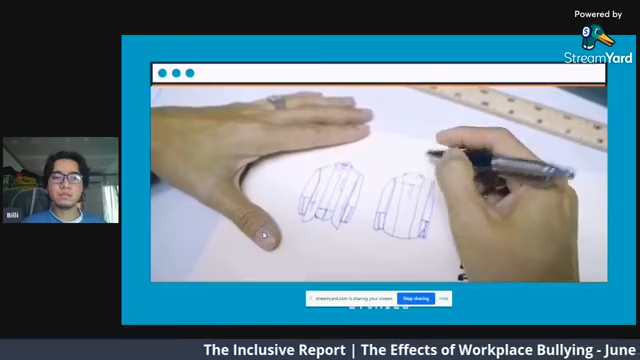 Powered by
StreamYard
Billi
streamyard.com is sharing your screen.
Stop sharing
Hide
The Inclusive Report | The Effects of Workplace Bullying - June